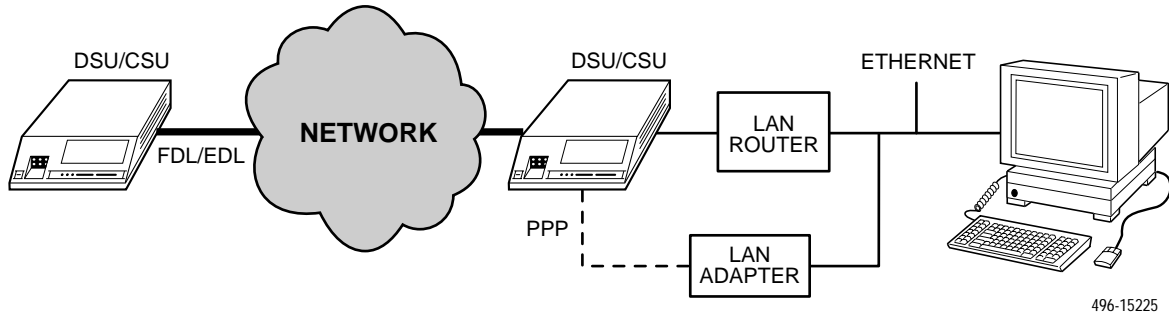 DSU/CSU
FDL/EDL
NETWORK
DSU/CSU
PPP
LAN
ROUTER
LAN
ADAPTER
ETHERNET
496-15225